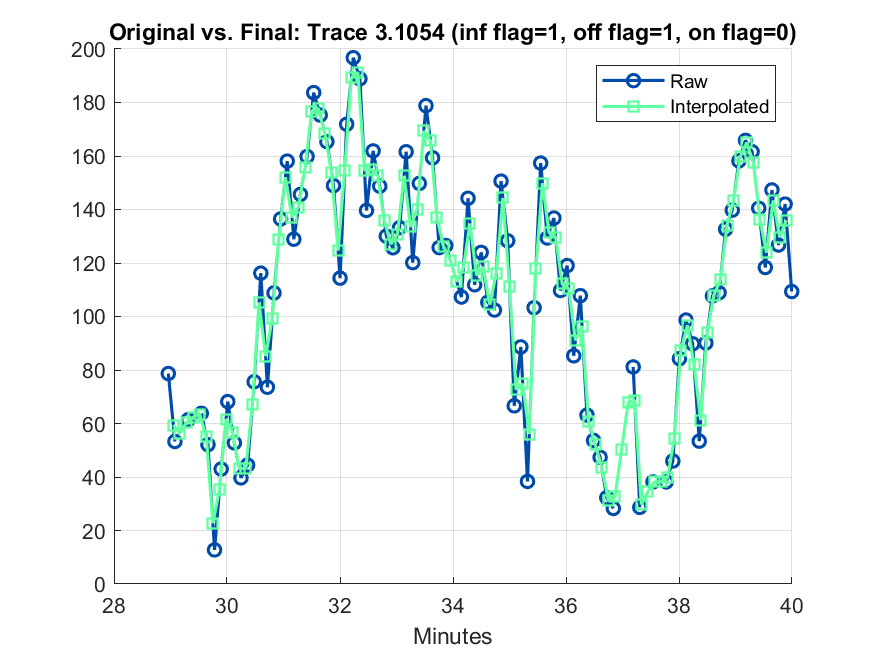 Original vs. Final: Trace 3.1054 (inf flag=1, off flag=1, on flag=0)
200
180
160
140
120
100
80
60
40
20
0
Raw
Interpolated
28 30 32 34 36 38 40
Minutes